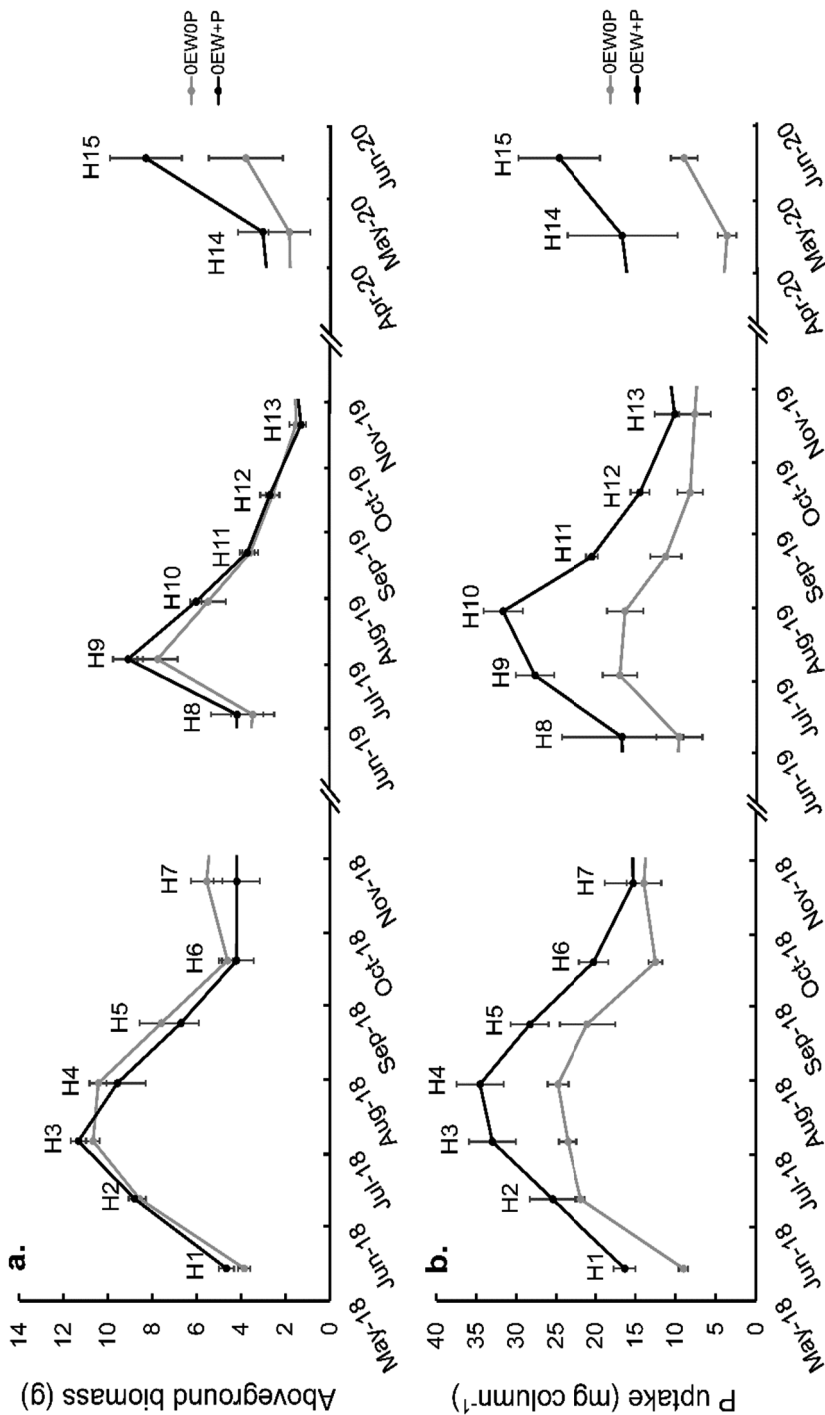 a.
Aboveground biomass (g)
14
12
10
8
6
4
2
0
H1
H2
H3
H4
H5
H6
H7
H8
H9
H10
H11
H12
H13
H14
H15
0EW0P
0EW+P
May-18
Jun-18
Jul-18
Aug-18
Sep-18
Oct-18
Nov-18
Jun-19
Jul-19
Aug-19
Sep-19
Oct-19
Nov-19
Apr-20
May-20
Jun-20
b.
P uptake (mg column⁻¹)
40
35
30
25
20
15
10
5
0
H1
H2
H3
H4
H5
H6
H7
H8
H9
H10
H11
H12
H13
H14
H15
0EW0P
0EW+P
May-18
Jun-18
Jul-18
Aug-18
Sep-18
Oct-18
Nov-18
Jun-19
Jul-19
Aug-19
Sep-19
Oct-19
Nov-19
Apr-20
May-20
Jun-20